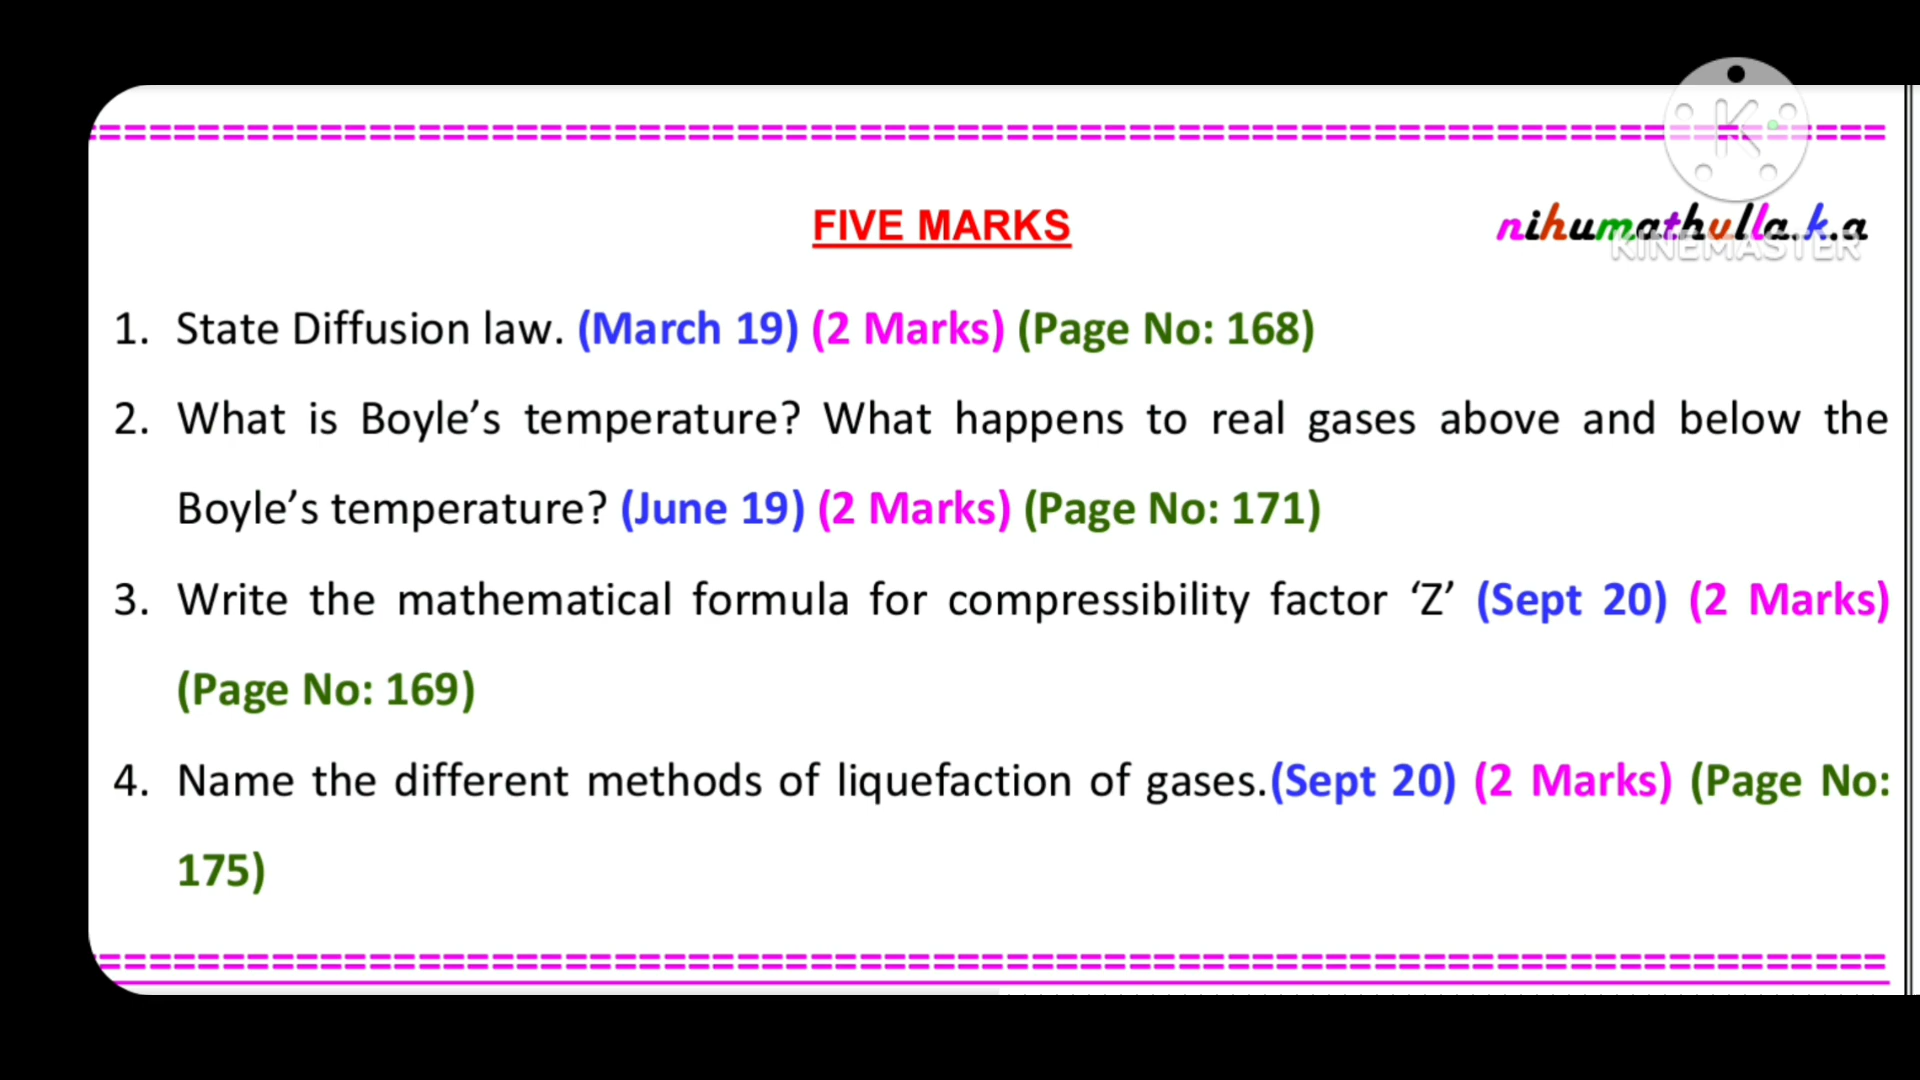 FIVE MARKS
nihumathulla.k.a
KINEMASTER
1. State Diffusion law. (March 19) (2 Marks) (Page No: 168)
2. What is Boyle’s temperature? What happens to real gases above and below the
Boyle’s temperature? (June 19) (2 Marks) (Page No: 171)
3. Write the mathematical formula for compressibility factor ‘Z’ (Sept 20) (2 Marks)
(Page No: 169)
4. Name the different methods of liquefaction of gases.(Sept 20) (2 Marks) (Page No:
175)